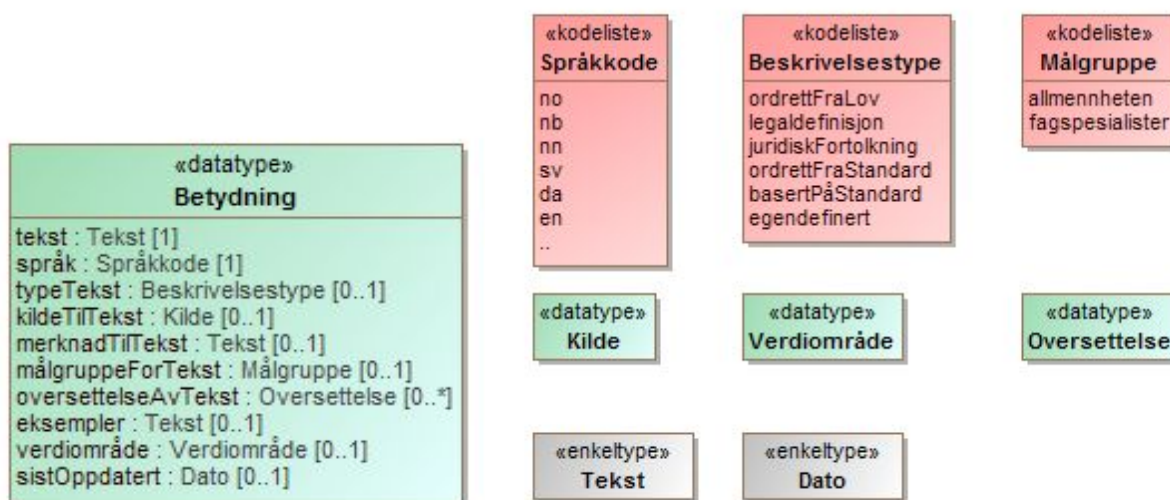 «datatype»
Betydning
tekst : Tekst [1]
språk : Språkkode [1]
typeTekst : Beskrivelsestype [0..1]
kildeTilTekst : Kilde [0..1]
merknadTilTekst : Tekst [0..1]
målgruppeForTekst : Målgruppe [0..1]
oversettelseAvTekst : Oversettelse [0..*]
eksempler : Tekst [0..1]
verdiområde : Verdiområde [0..1]
sistOppdatert : Dato [0..1]
«kodeliste»
Språkkode
no
nb
nn
sv
da
en
..
«kodeliste»
Beskrivelsestype
ordrettFraLov
legaldefinisjon
juridiskFortolkning
ordrettFraStandard
basertPåStandard
egendefinert
«kodeliste»
Målgruppe
allmennheten
fagspesialister
«datatype»
Kilde
«datatype»
Verdiområde
«datatype»
Oversettelse
«enkeltype»
Tekst
«enkeltype»
Dato